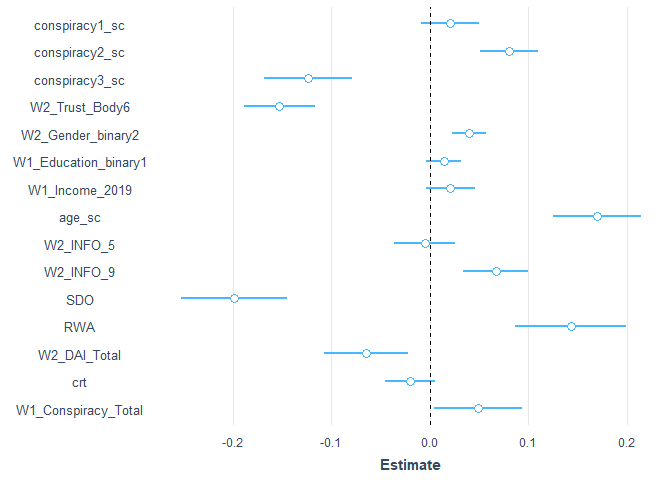 conspiracy1_sc
conspiracy2_sc
conspiracy3_sc
W2_Trust_Body6
W2_Gender_binary2
W1_Education_binary1
W1_Income_2019
age_sc
W2_INFO_5
W2_INFO_9
SDO
RWA
W2_DAI_Total
crt
W1_Conspiracy_Total
-0.2 -0.1 0.0 0.1 0.2
Estimate